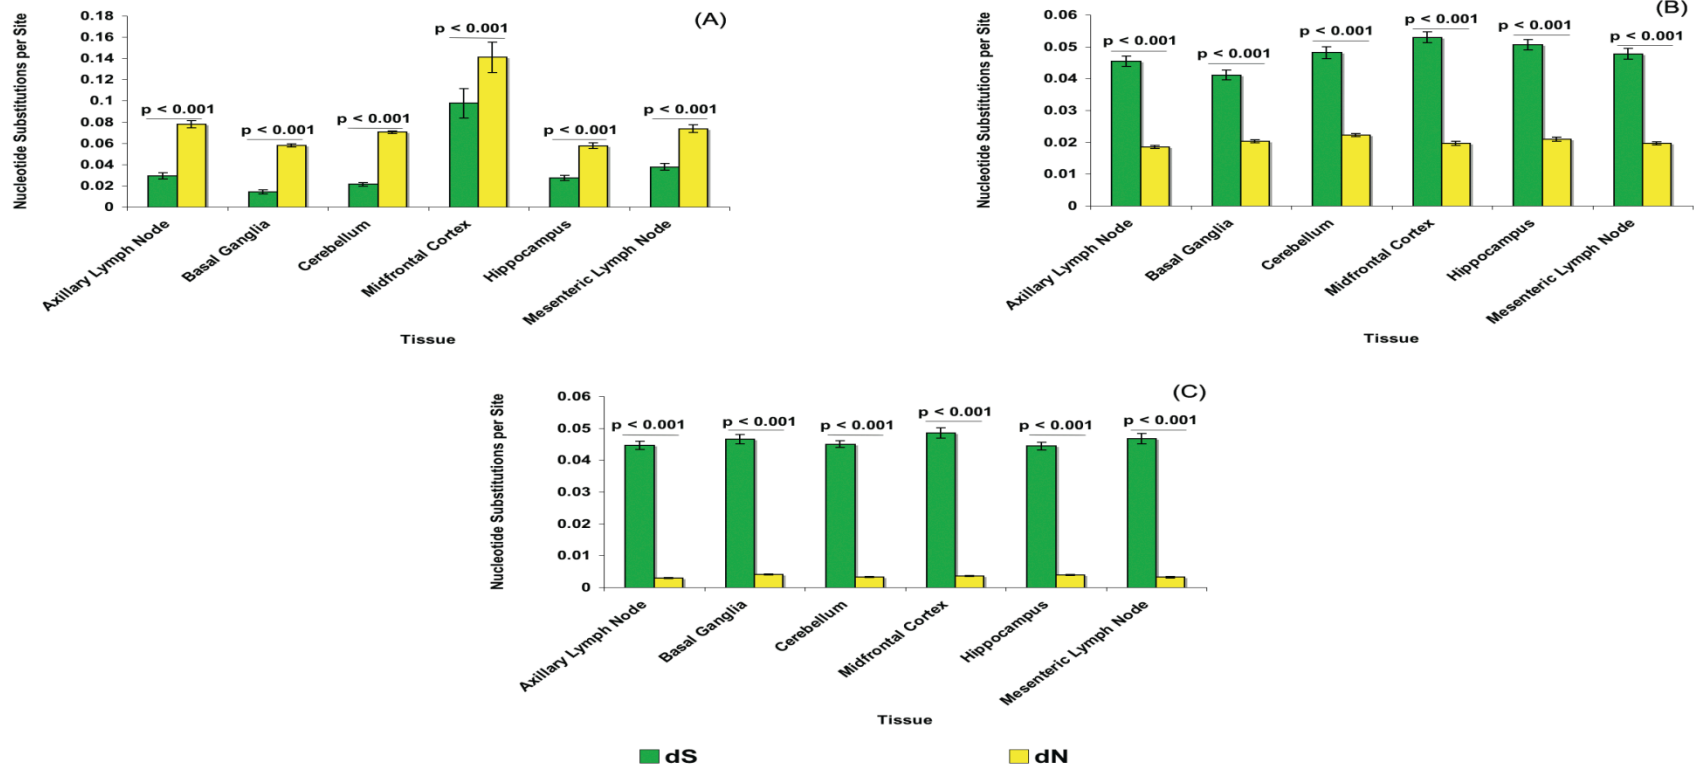 (A)
Nucleotide Substitutions per Site
0.18
0.16
0.14
0.12
0.1
0.08
0.06
0.04
0.02
0
p < 0.001
p < 0.001
p < 0.001
p < 0.001
p < 0.001
p < 0.001
Axillary Lymph Node
Basal Ganglia
Cerebellum
Midfrontal Cortex
Hippocampus
Mesenteric Lymph Node
Tissue
(B)
Nucleotide Substitutions per Site
0.06
0.05
0.04
0.03
0.02
0.01
0
p < 0.001
p < 0.001
p < 0.001
p < 0.001
p < 0.001
p < 0.001
Axillary Lymph Node
Basal Ganglia
Cerebellum
Midfrontal Cortex
Hippocampus
Mesenteric Lymph Node
Tissue
(C)
Nucleotide Substitutions per Site
0.06
0.05
0.04
0.03
0.02
0.01
0
p < 0.001
p < 0.001
p < 0.001
p < 0.001
p < 0.001
p < 0.001
Axillary Lymph Node
Basal Ganglia
Cerebellum
Midfrontal Cortex
Hippocampus
Mesenteric Lymph Node
Tissue
dS
dN